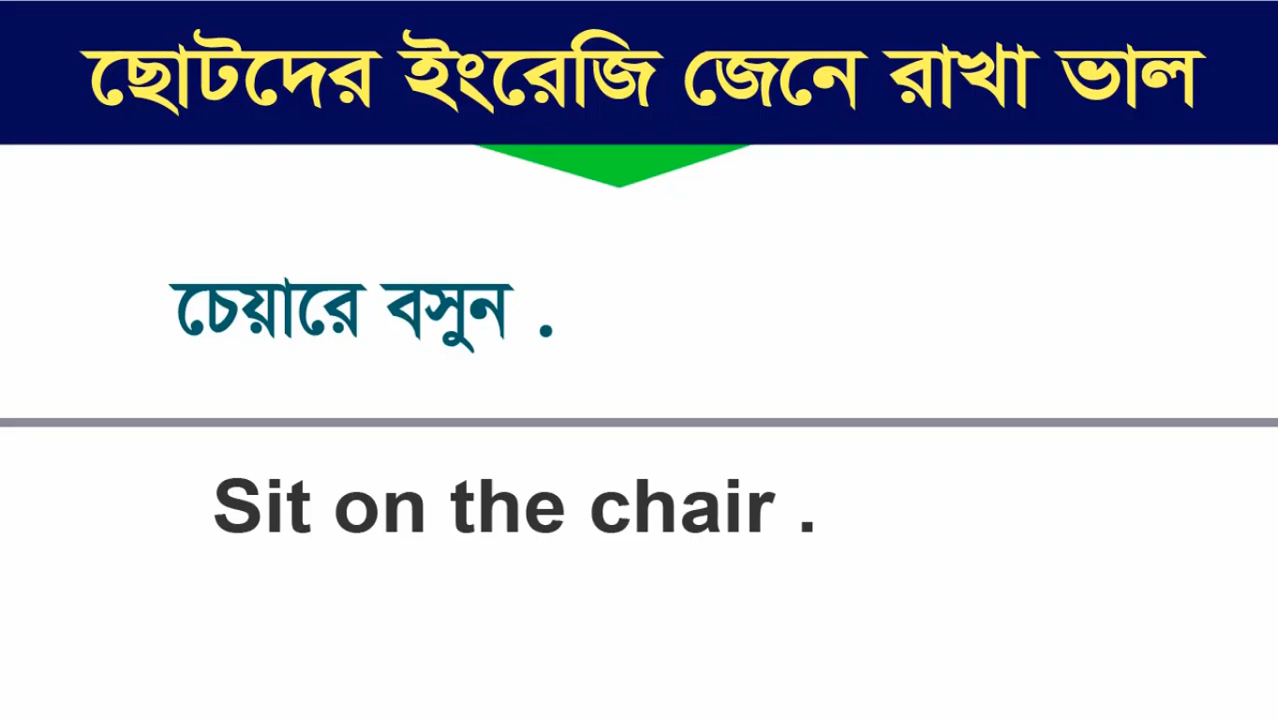 ছোটদের ইংরেজি জেনে রাখা ভাল
চেয়ারে বসুন .
Sit on the chair .